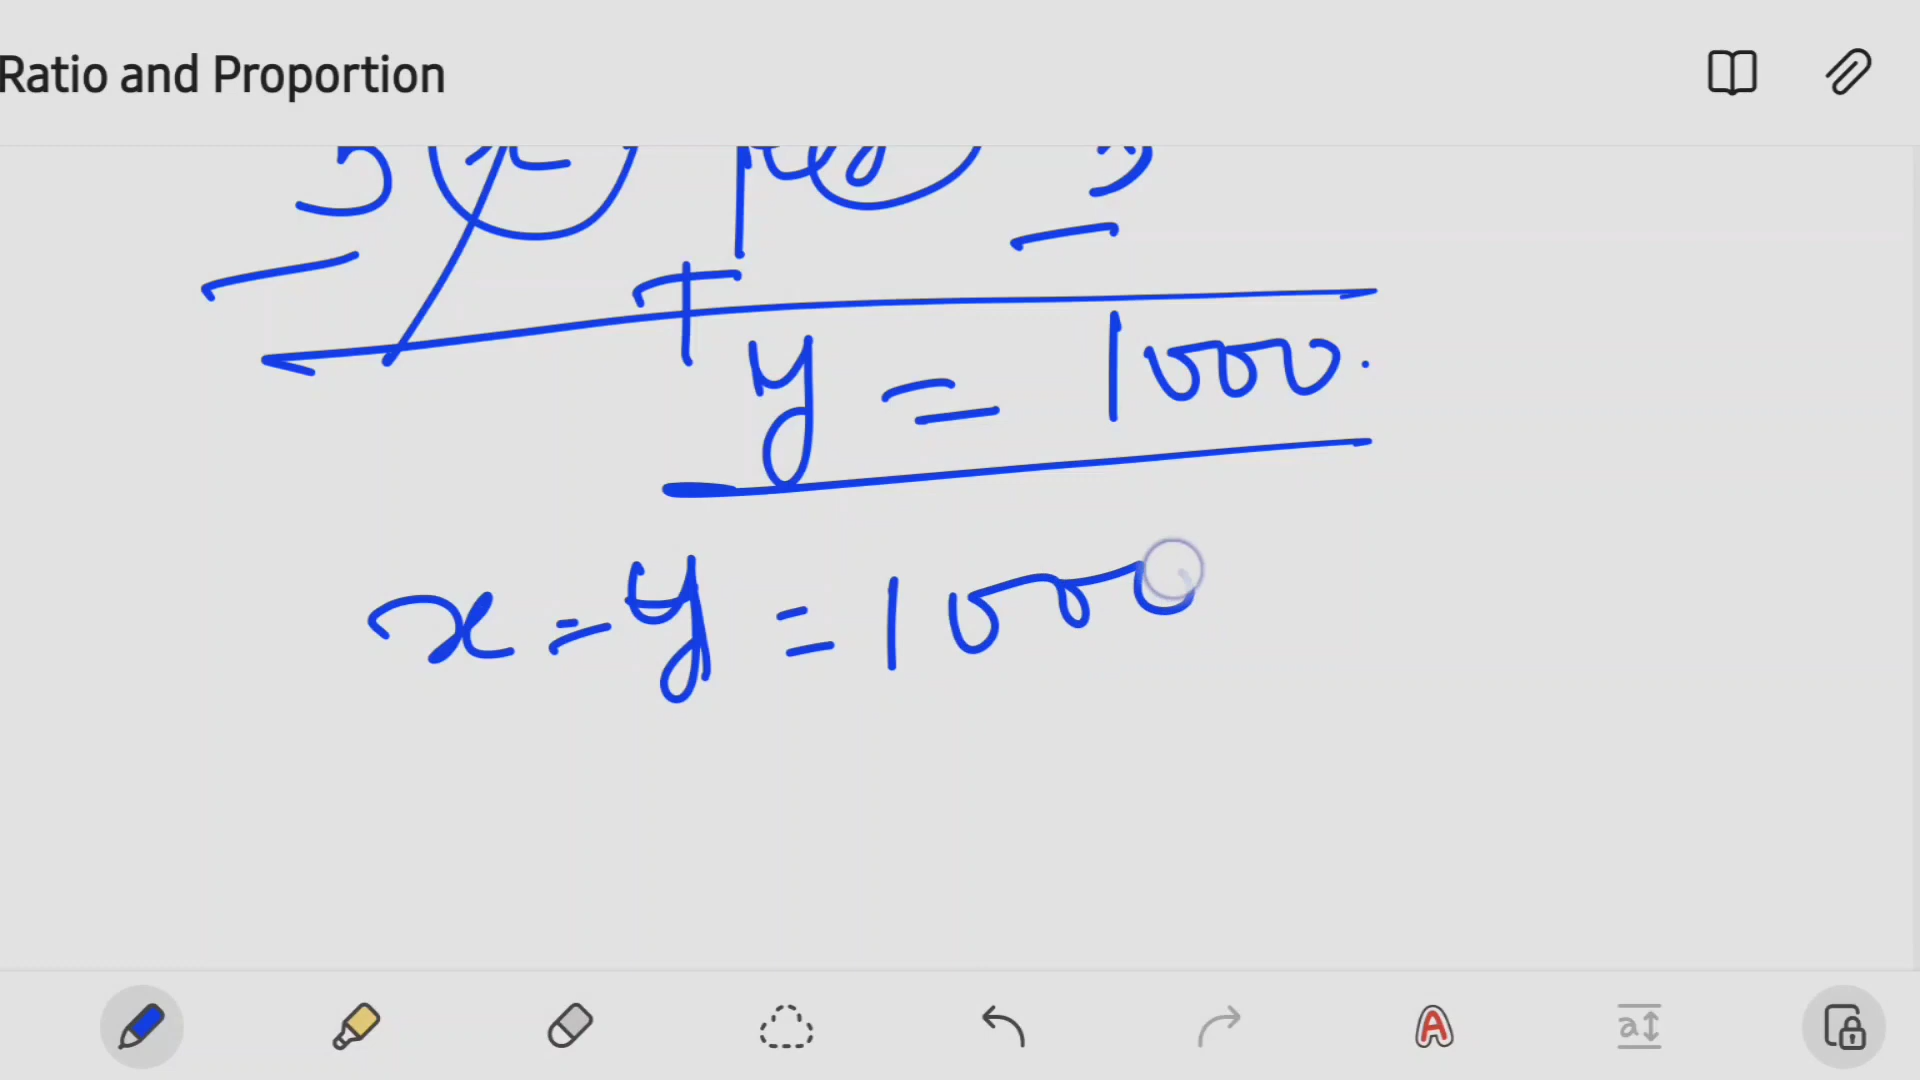 Ratio and Proportion
y = 1000.
x - y = 1000
A
a